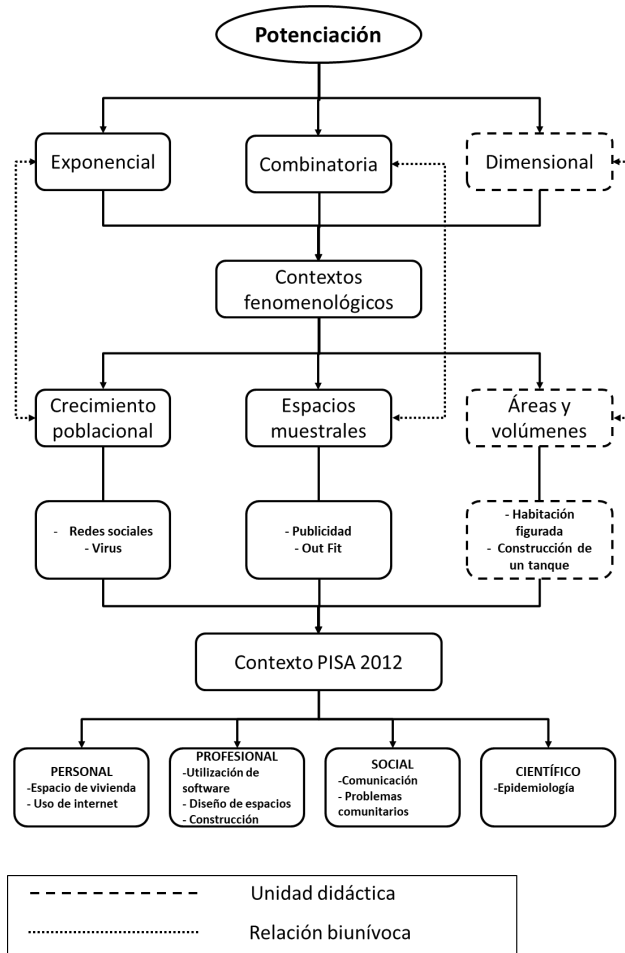 Potenciación
Exponencial
Combinatoria
Dimensional
Contextos
fenomenológicos
Crecimiento
poblacional
Espacios
muestrales
Áreas y
volúmenes
- Redes sociales
- Virus
- Publicidad
- Out Fit
- Habitación
figurada
- Construcción de
un tanque
Contexto PISA 2012
PERSONAL
-Espacio de vivienda
- Uso de internet
PROFESIONAL
-Utilización de
software
- Diseño de espacios
- Construcción
SOCIAL
-Comunicación
- Problemas
comunitarios
CIENTÍFICO
-Epidemiología
Unidad didáctica
Relación biunívoca